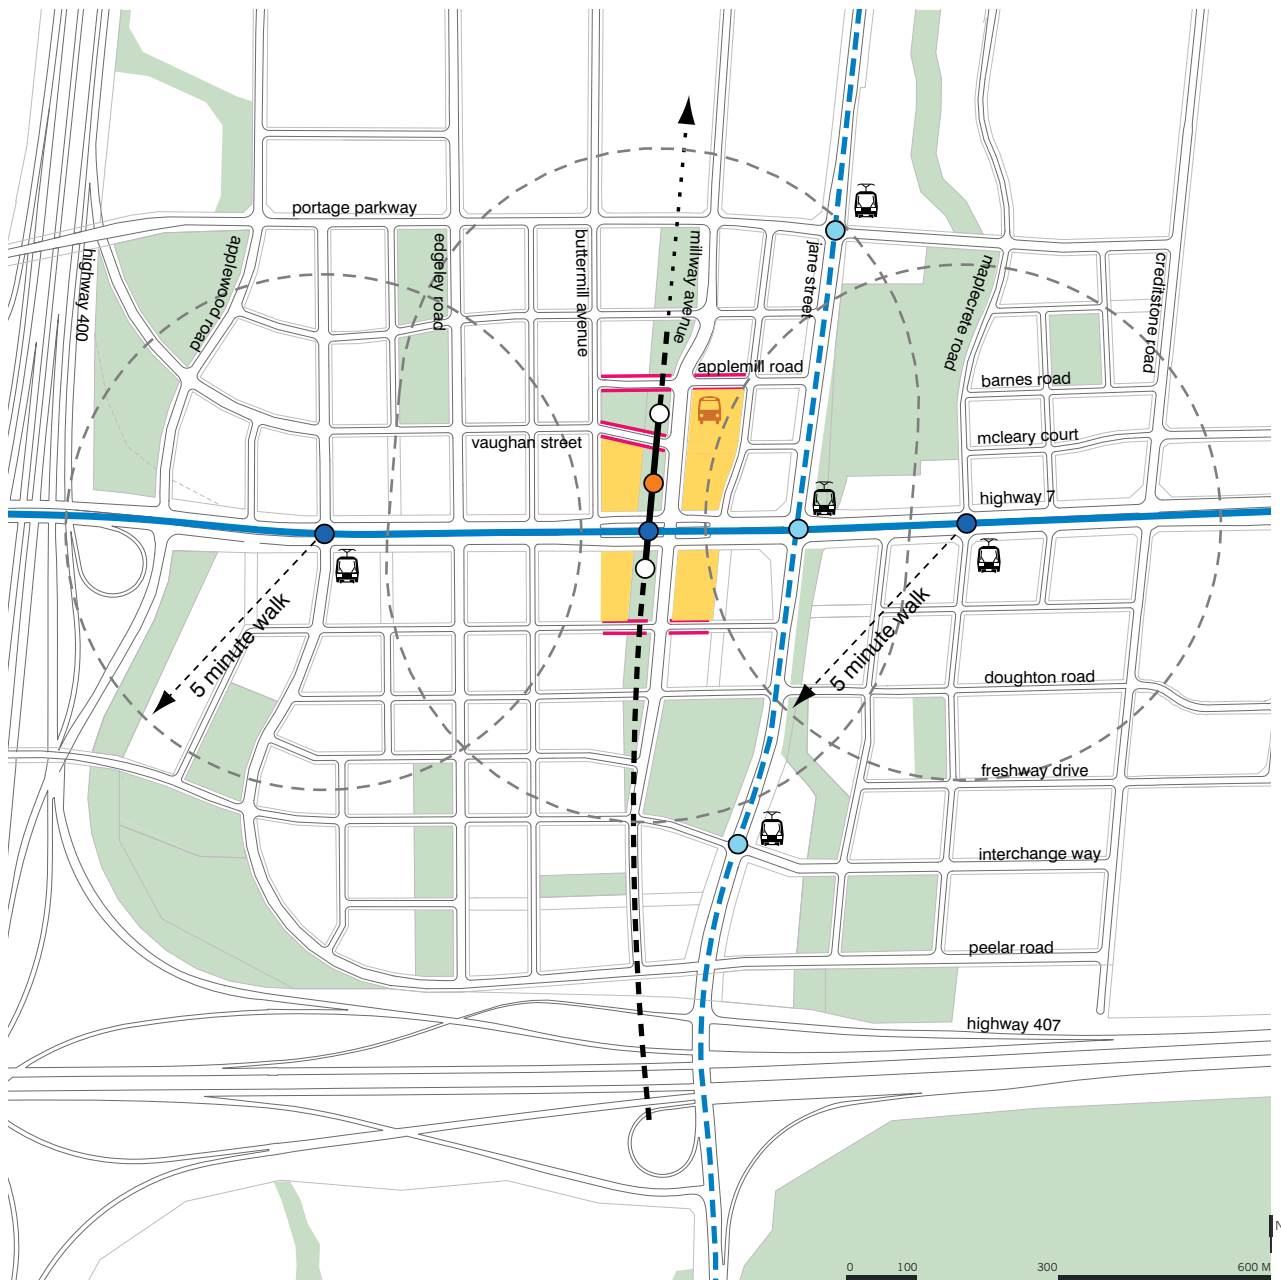 portage parkway
highway 400
applewood road
edgeley road
buttermill avenue
millway avenue
jane street
maplecrete road
creditstone road
applemill road
barnes road
vaughan street
mcleary court
highway 7
5 minute walk
5 minute walk
doughton road
freshway drive
interchange way
peelar road
highway 407
N
0 100 300 600 M